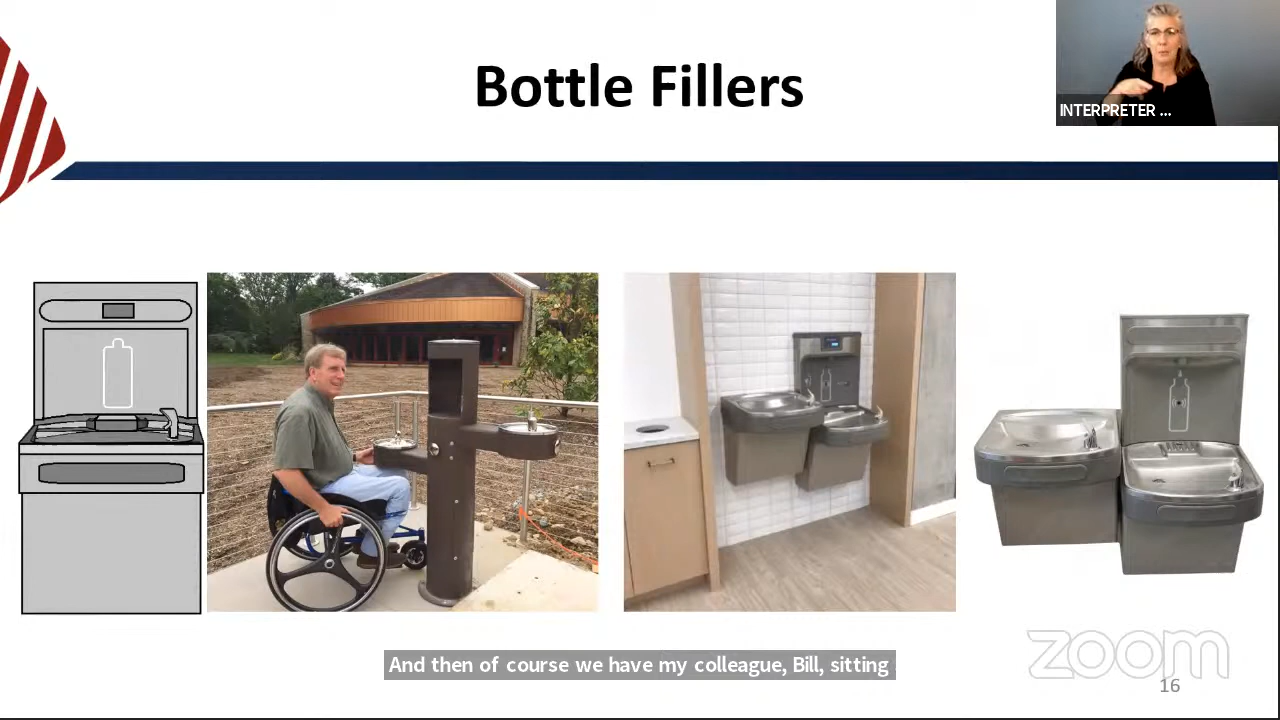 Bottle Fillers
INTERPRETER ...
And then of course we have my colleague, Bill, sitting
zoom
16